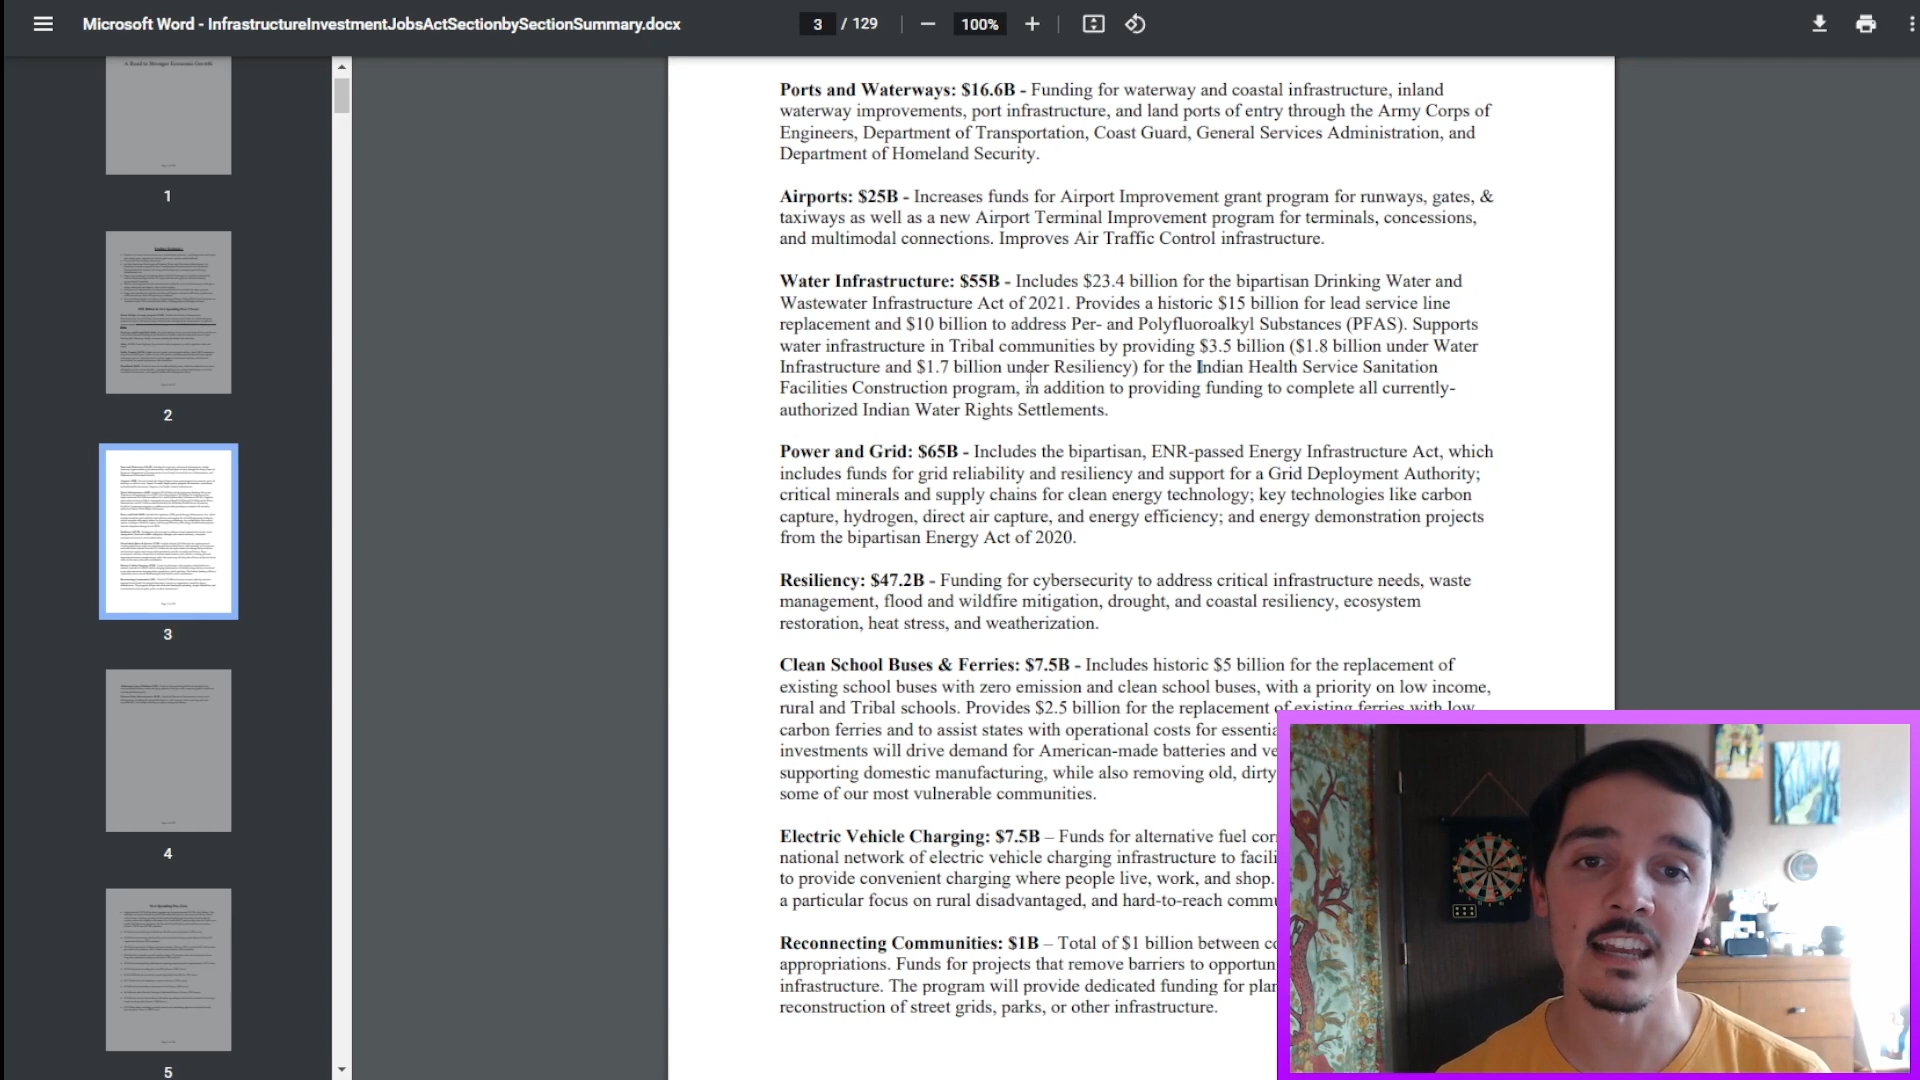 Microsoft Word - InfrastructureInvestmentJobsActSectionbySectionSummary.docx
3 / 129
100%
A Road to Stronger Economic Growth
1
2
3
4
5
Ports and Waterways: $16.6B - Funding for waterway and coastal infrastructure, inland
waterway improvements, port infrastructure, and land ports of entry through the Army Corps of
Engineers, Department of Transportation, Coast Guard, General Services Administration, and
Department of Homeland Security.
Airports: $25B - Increases funds for Airport Improvement grant program for runways, gates, &
taxiways as well as a new Airport Terminal Improvement program for terminals, concessions,
and multimodal connections. Improves Air Traffic Control infrastructure.
Water Infrastructure: $55B - Includes $23.4 billion for the bipartisan Drinking Water and
Wastewater Infrastructure Act of 2021. Provides a historic $15 billion for lead service line
replacement and $10 billion to address Per- and Polyfluoroalkyl Substances (PFAS). Supports
water infrastructure in Tribal communities by providing $3.5 billion ($1.8 billion under Water
Infrastructure and $1.7 billion under Resiliency) for the Indian Health Service Sanitation
Facilities Construction program, in addition to providing funding to complete all currently-
authorized Indian Water Rights Settlements.
Power and Grid: $65B - Includes the bipartisan, ENR-passed Energy Infrastructure Act, which
includes funds for grid reliability and resiliency and support for a Grid Deployment Authority;
critical minerals and supply chains for clean energy technology; key technologies like carbon
capture, hydrogen, direct air capture, and energy efficiency; and energy demonstration projects
from the bipartisan Energy Act of 2020.
Resiliency: $47.2B - Funding for cybersecurity to address critical infrastructure needs, waste
management, flood and wildfire mitigation, drought, and coastal resiliency, ecosystem
restoration, heat stress, and weatherization.
Clean School Buses & Ferries: $7.5B - Includes historic $5 billion for the replacement of
existing school buses with zero emission and clean school buses, with a priority on low income,
rural and Tribal schools. Provides $2.5 billion for the replacement of existing ferries with low
carbon ferries and to assist states with operational costs for essentia
investments will drive demand for American-made batteries and ve
supporting domestic manufacturing, while also removing old, dirty
some of our most vulnerable communities.
Electric Vehicle Charging: $7.5B – Funds for alternative fuel cor
national network of electric vehicle charging infrastructure to facili
to provide convenient charging where people live, work, and shop.
a particular focus on rural disadvantaged, and hard-to-reach commu
Reconnecting Communities: $1B – Total of $1 billion between co
appropriations. Funds for projects that remove barriers to opportun
infrastructure. The program will provide dedicated funding for plan
reconstruction of street grids, parks, or other infrastructure.